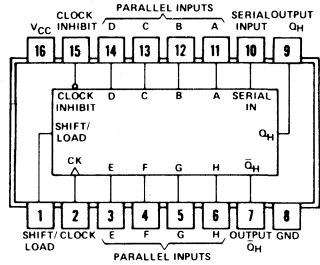 PARALLEL INPUTS
CLOCK SERIAL OUTPUT
VCC INHIBIT D C B A INPUT QH
16 15 14 13 12 11 10 9
CLOCK D C B A SERIAL
INHIBIT IN
SHIFT/
LOAD QH
CK E F G H Q̅H
1 2 3 4 5 6 7 8
SHIFT/ CLOCK E F G H OUTPUT GND
LOAD Q̅H
PARALLEL INPUTS